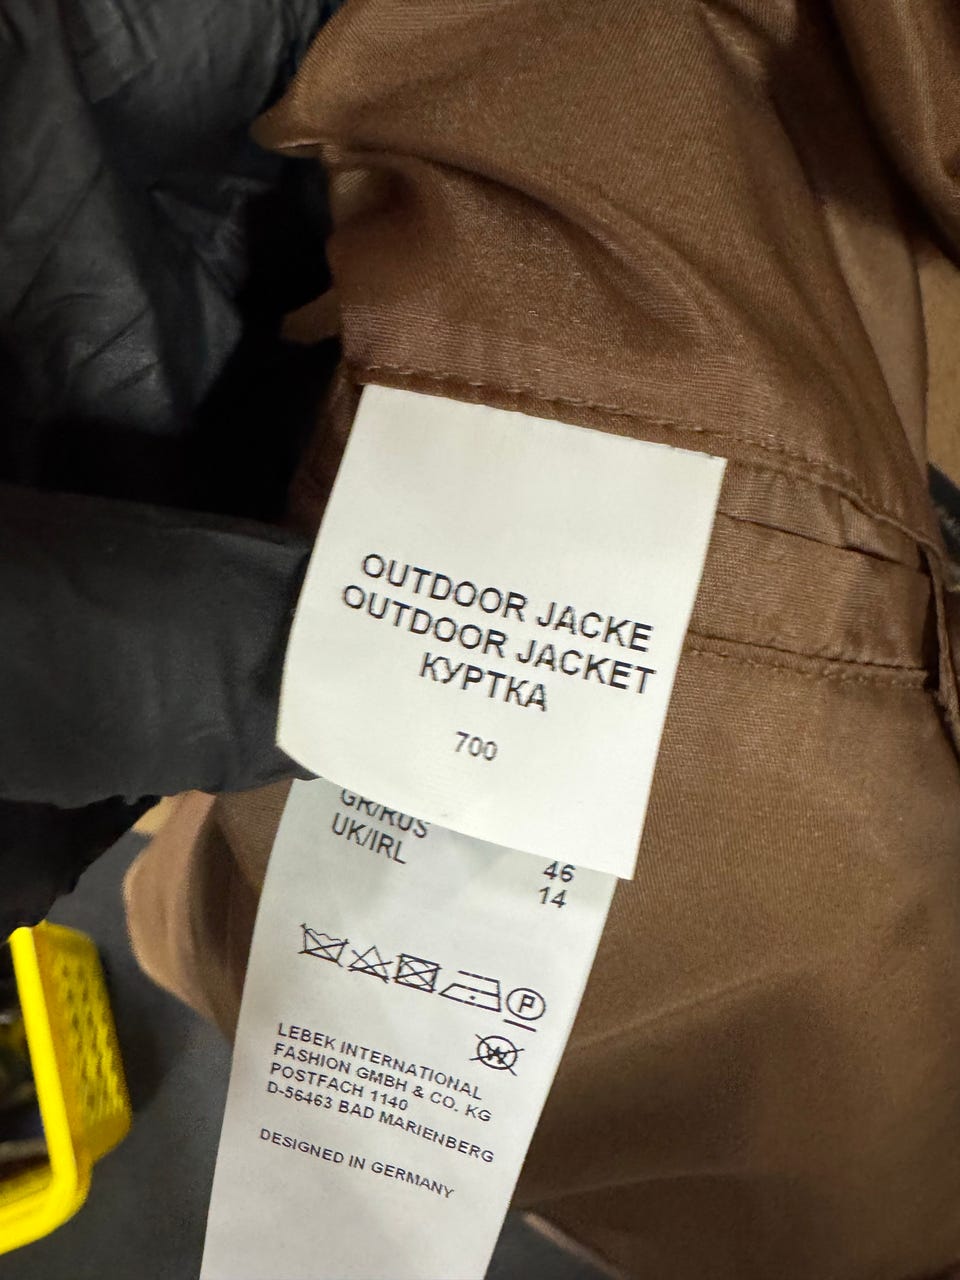 OUTDOOR JACKE
OUTDOOR JACKET
КУРТКА
700
GR/RUS 46
UK/IRL 14
P
W
LEBEK INTERNATIONAL
FASHION GMBH & CO. KG
POSTFACH 1140
D-56463 BAD MARIENBERG
DESIGNED IN GERMANY